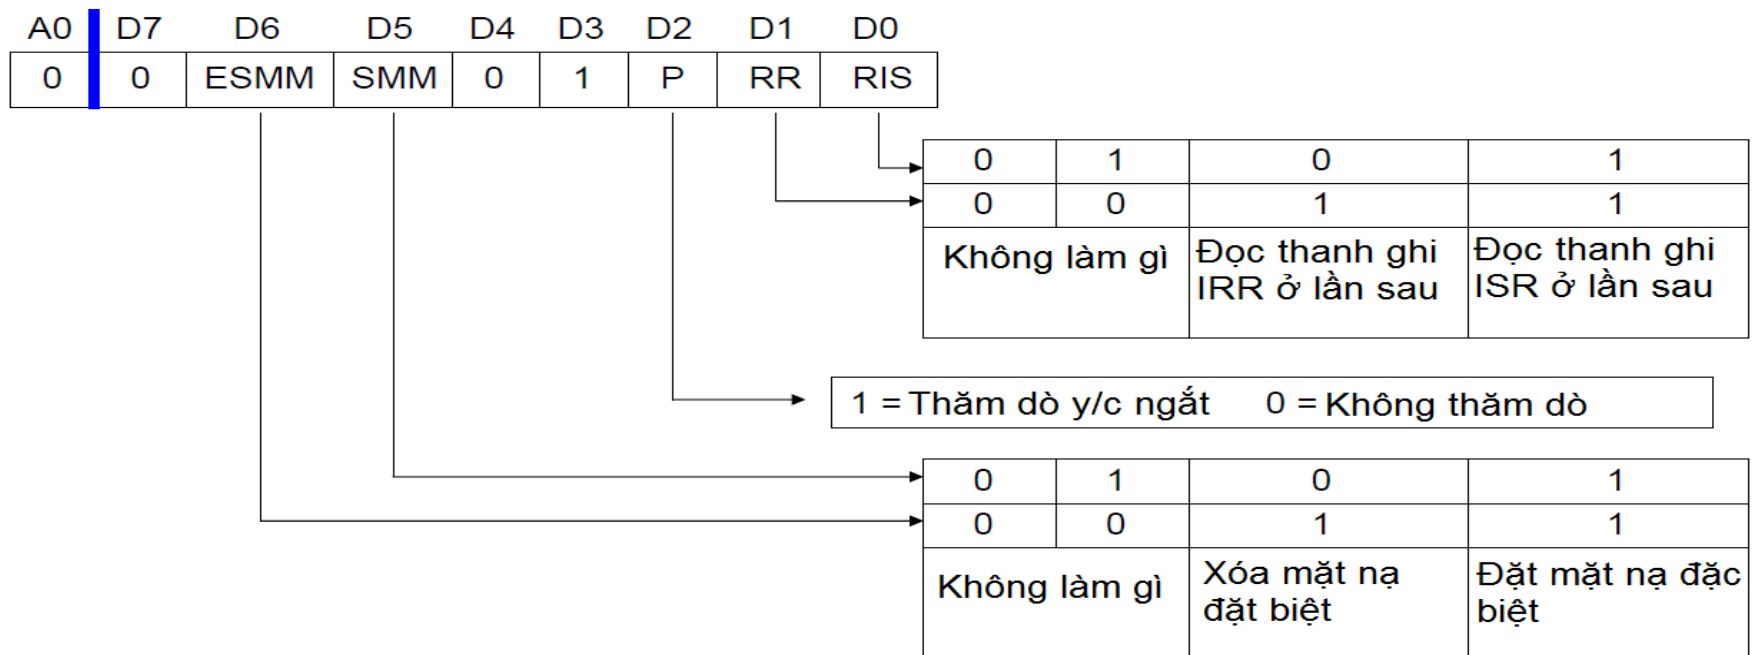 A0 D7 D6 D5 D4 D3 D2 D1 D0
0 0 ESMM SMM 0 1 P RR RIS
0 1 0 1
0 0 1 1
Không làm gì
Đọc thanh ghi
IRR ở lần sau
Đọc thanh ghi
ISR ở lần sau
1 = Thăm dò y/c ngắt 0 = Không thăm dò
0 1 0 1
0 0 1 1
Không làm gì
Xóa mặt nạ
đặt biệt
Đặt mặt nạ đặc
biệt